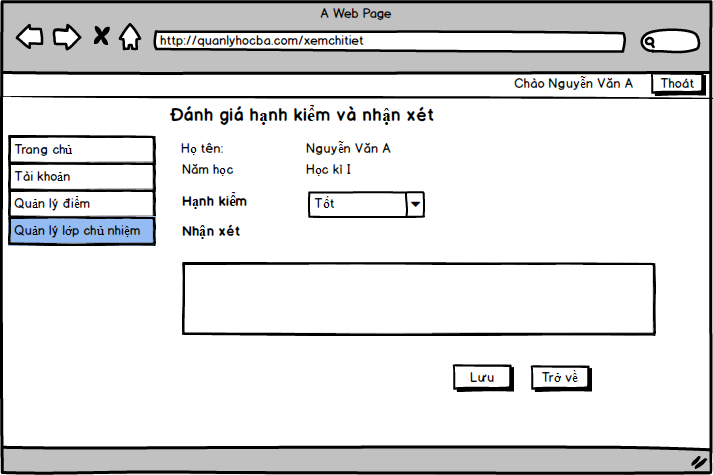 A Web Page
http://quanlyhocba.com/xemchitiet
Chào Nguyễn Văn A
Thoát
Đánh giá hạnh kiểm và nhận xét
Trang chủ
Tài khoản
Quản lý điểm
Quản lý lớp chủ nhiệm
Họ tên: Nguyễn Văn A
Năm học Học kì I
Hạnh kiểm Tốt
Nhận xét
Lưu Trở về